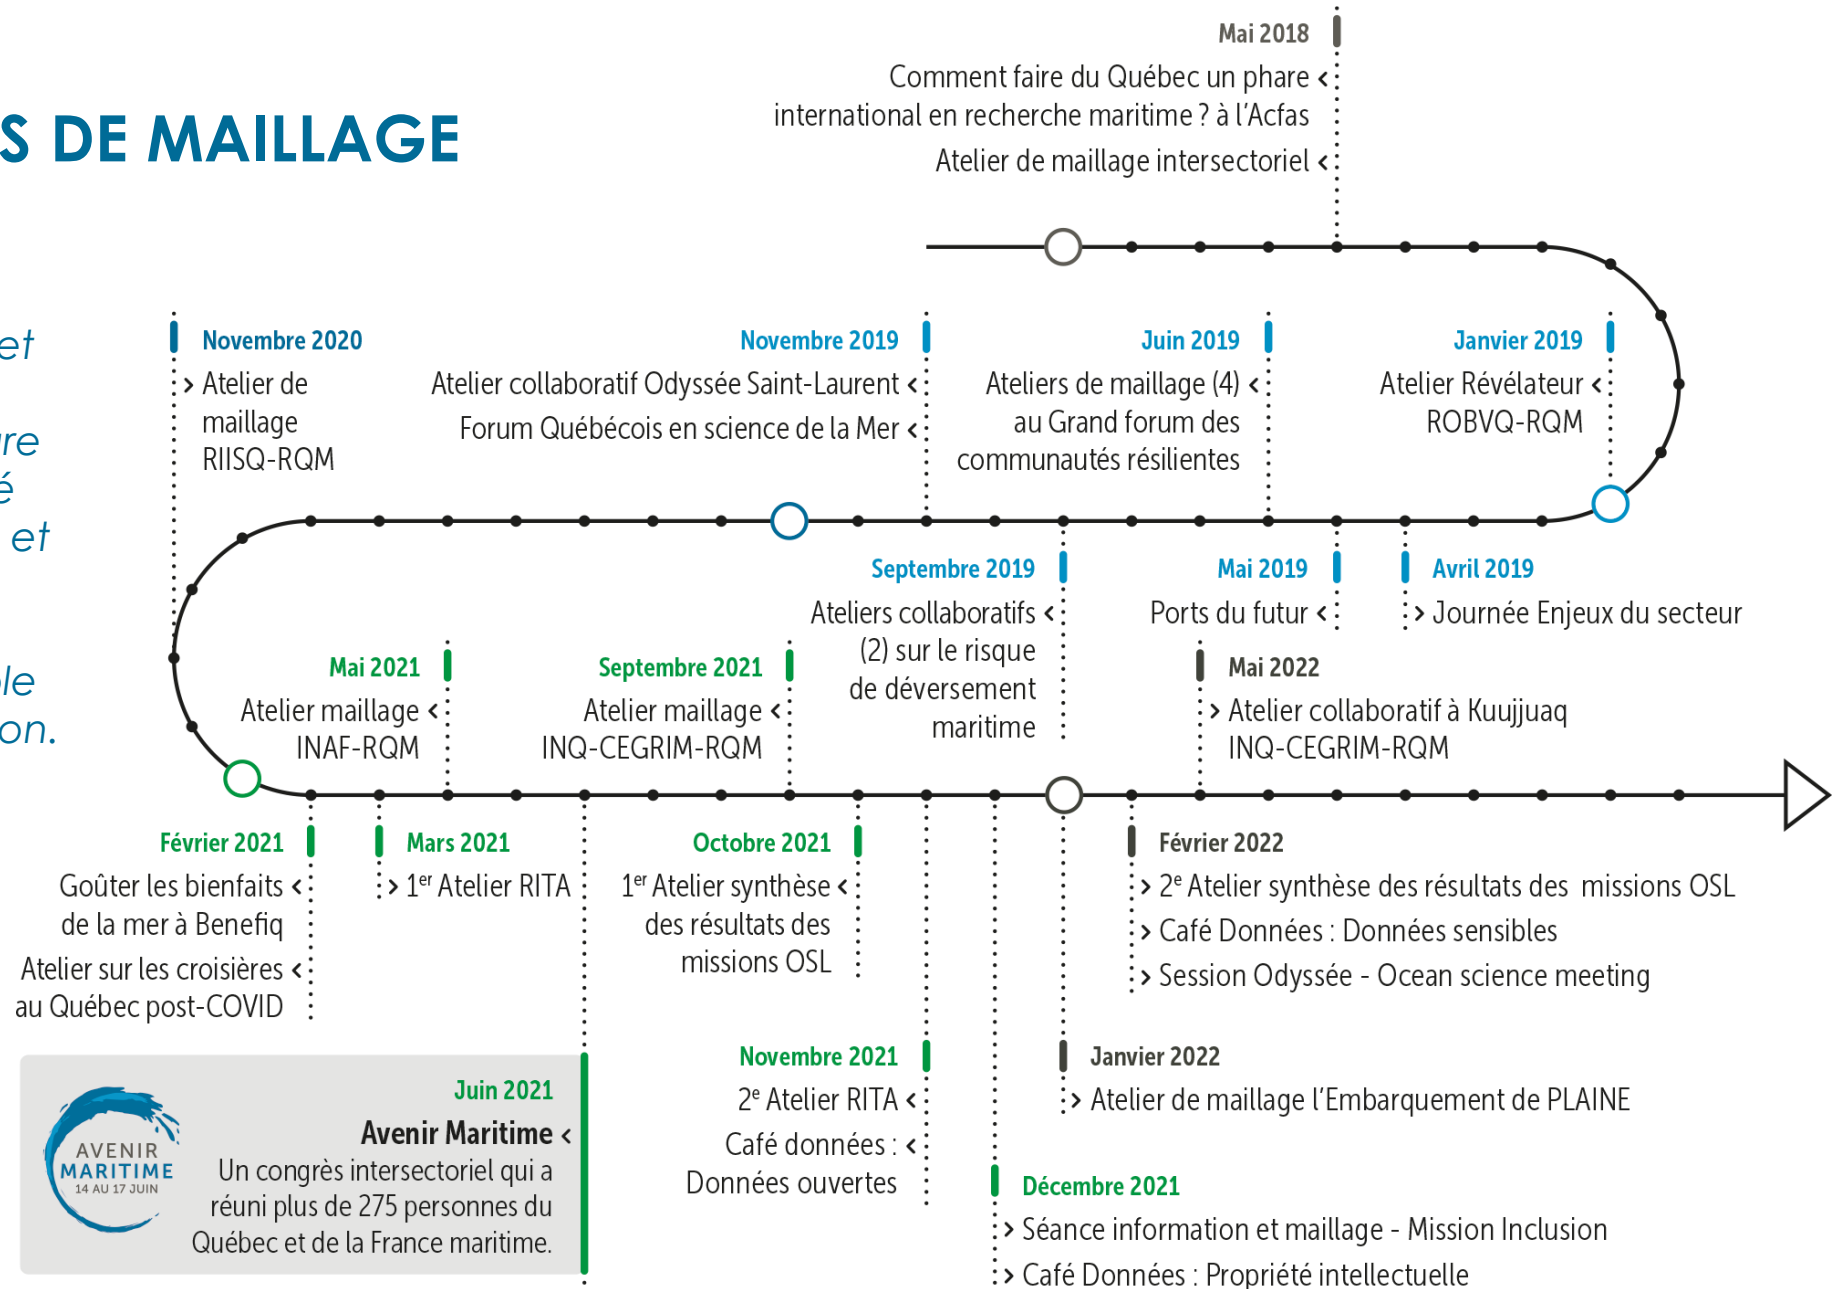 S DE MAILLAGE
et
re
é
et
le
on.
Mai 2018
Comment faire du Québec un phare
international en recherche maritime ? à l'Acfas
Atelier de maillage intersectoriel
Janvier 2019
Atelier Révélateur
ROBVQ-RQM
Avril 2019
Journée Enjeux du secteur
Mai 2019
Ports du futur
Juin 2019
Ateliers de maillage (4)
au Grand forum des
communautés résilientes
Septembre 2019
Ateliers collaboratifs
(2) sur le risque
de déversement
maritime
Novembre 2019
Atelier collaboratif Odyssée Saint-Laurent
Forum Québécois en science de la Mer
Novembre 2020
Atelier de
maillage
RIISQ-RQM
Février 2021
Goûter les bienfaits
de la mer à Benefiq
Atelier sur les croisières
au Québec post-COVID
Mars 2021
1er Atelier RITA
Mai 2021
Atelier maillage
INAF-RQM
Juin 2021
Avenir Maritime
Un congrès intersectoriel qui a
réuni plus de 275 personnes du
Québec et de la France maritime.
AVENIR
MARITIME
14 AU 17 JUIN
Septembre 2021
Atelier maillage
INQ-CEGRIM-RQM
Octobre 2021
1er Atelier synthèse
des résultats des
missions OSL
Novembre 2021
2e Atelier RITA
Café données :
Données ouvertes
Décembre 2021
Séance information et maillage - Mission Inclusion
Café Données : Propriété intellectuelle
Janvier 2022
Atelier de maillage l'Embarquement de PLAINE
Février 2022
2e Atelier synthèse des résultats des missions OSL
Café Données : Données sensibles
Session Odyssée - Ocean science meeting
Mai 2022
Atelier collaboratif à Kuujjuaq
INQ-CEGRIM-RQM